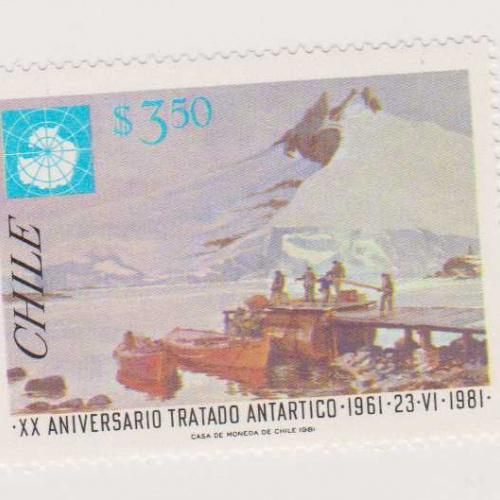 $ 3.50
CHILE
·XX ANIVERSARIO TRATADO ANTARTICO·1961·23·VI·1981·
CASA DE MONEDA DE CHILE 1981